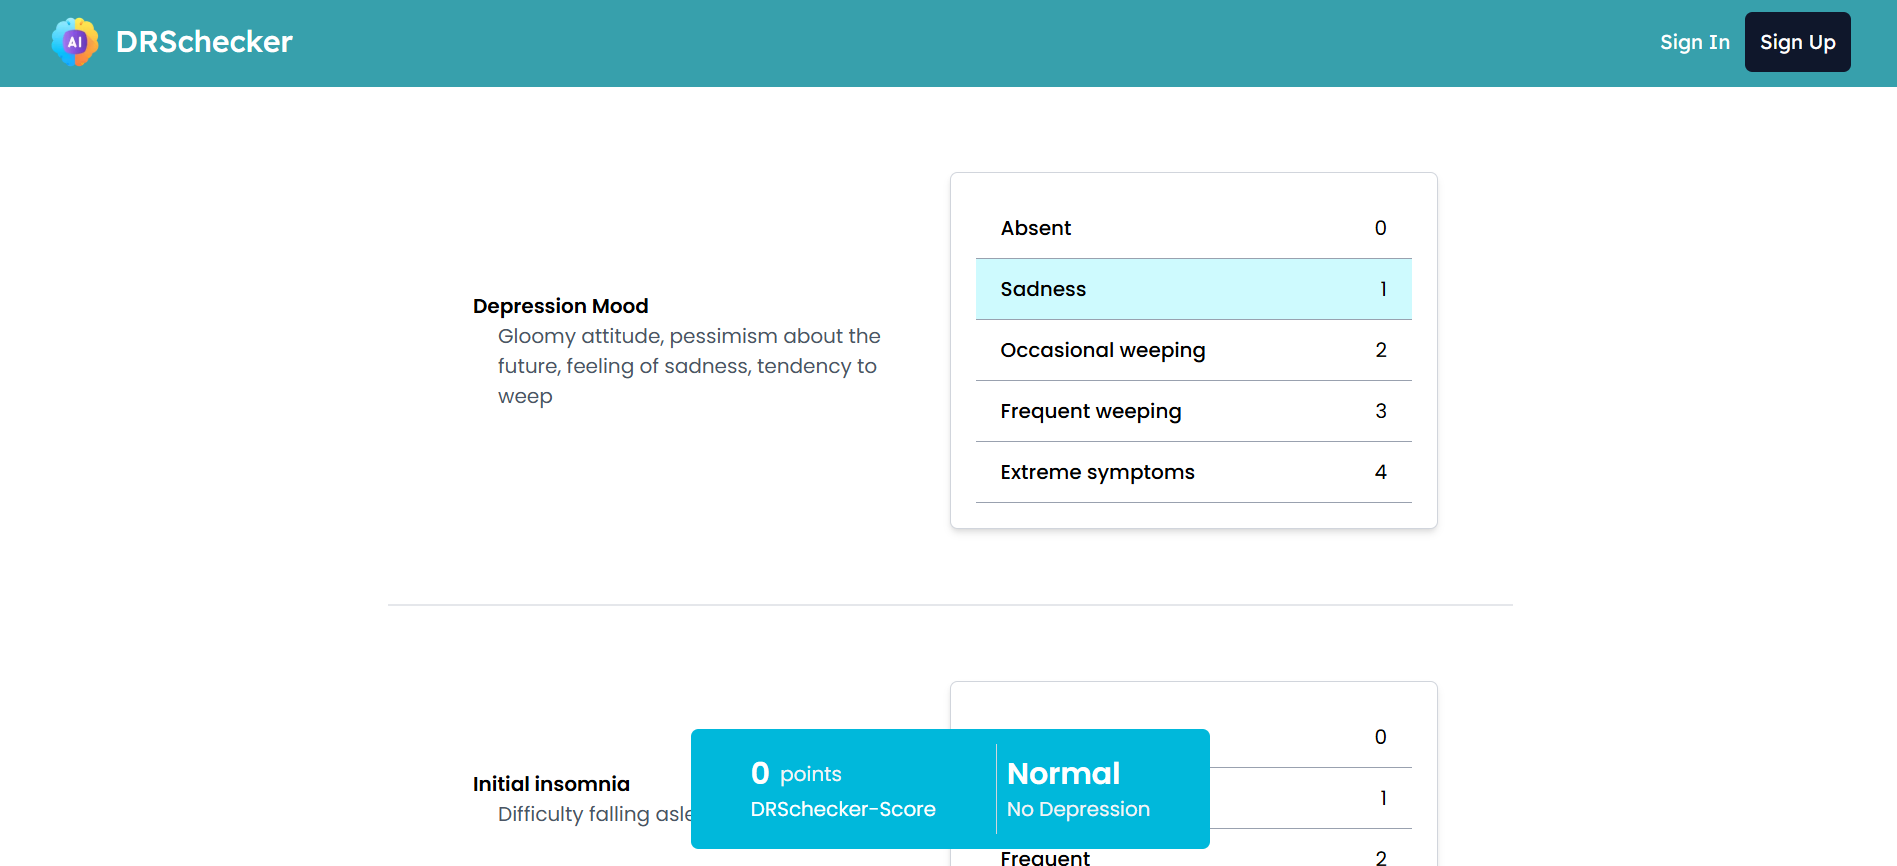 AI
DRSchecker
Sign In
Sign Up
Depression Mood
Gloomy attitude, pessimism about the
future, feeling of sadness, tendency to
weep
Absent 0
Sadness 1
Occasional weeping 2
Frequent weeping 3
Extreme symptoms 4
Initial insomnia
Difficulty falling asle
0
1
Frequent 2
0 points
DRSchecker-Score
Normal
No Depression